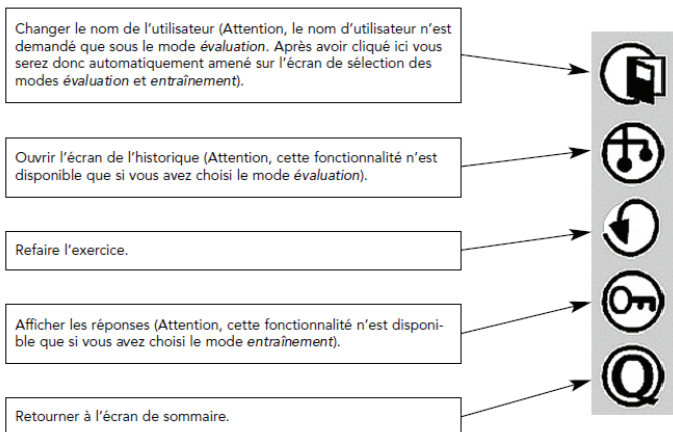 Changer le nom de l'utilisateur (Attention, le nom d'utilisateur n'est
demandé que sous le mode évaluation. Après avoir cliqué ici vous
serez donc automatiquement amené sur l'écran de sélection des
modes évaluation et entraînement).
Ouvrir l'écran de l'historique (Attention, cette fonctionnalité n'est
disponible que si vous avez choisi le mode évaluation).
Refaire l'exercice.
Afficher les réponses (Attention, cette fonctionnalité n'est disponi-
ble que si vous avez choisi le mode entraînement).
Retourner à l'écran de sommaire.
Q